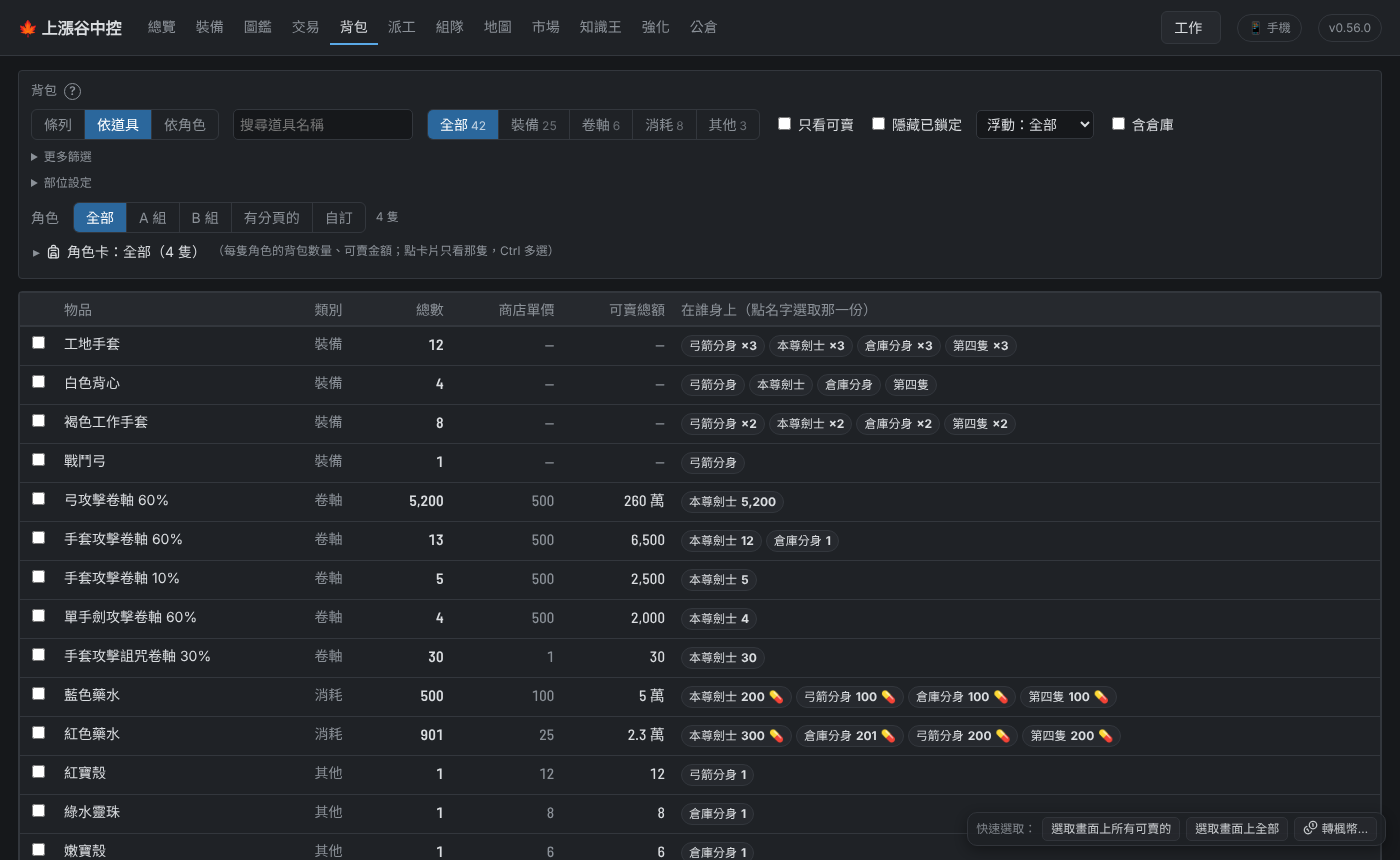 🍁 上漲谷中控 總覽 裝備 圖鑑 交易 背包 派工 組隊 地圖 市場 知識王 強化 公倉 工作 📱 手機 v0.56.0
背包 ?
條列 依道具 依角色 搜尋道具名稱 全部 42 裝備 25 卷軸 6 消耗 8 其他 3 只看可賣 隱藏已鎖定 浮動：全部 含倉庫
▶ 更多篩選
▶ 部位設定
角色 全部 A 組 B 組 有分頁的 自訂 4 隻
▶ 角色卡：全部（4 隻） （每隻角色的背包數量、可賣金額；點卡片只看那隻，Ctrl 多選）
物品 類別 總數 商店單價 可賣總額 在誰身上（點名字選取那一份）
工地手套 裝備 12 – – 弓箭分身 ×3 本尊劍士 ×3 倉庫分身 ×3 第四隻 ×3
白色背心 裝備 4 – – 弓箭分身 本尊劍士 倉庫分身 第四隻
褐色工作手套 裝備 8 – – 弓箭分身 ×2 本尊劍士 ×2 倉庫分身 ×2 第四隻 ×2
戰鬥弓 裝備 1 – – 弓箭分身
弓攻擊卷軸 60% 卷軸 5,200 500 260 萬 本尊劍士 5,200
手套攻擊卷軸 60% 卷軸 13 500 6,500 本尊劍士 12 倉庫分身 1
手套攻擊卷軸 10% 卷軸 5 500 2,500 本尊劍士 5
單手劍攻擊卷軸 60% 卷軸 4 500 2,000 本尊劍士 4
手套攻擊詛咒卷軸 30% 卷軸 30 1 30 本尊劍士 30
藍色藥水 消耗 500 100 5 萬 本尊劍士 200 💊 弓箭分身 100 💊 倉庫分身 100 💊 第四隻 100 💊
紅色藥水 消耗 901 25 2.3 萬 本尊劍士 300 💊 倉庫分身 201 💊 弓箭分身 200 💊 第四隻 200 💊
紅寶殼 其他 1 12 12 弓箭分身 1
綠水靈珠 其他 1 8 8 倉庫分身 1
嫩寶殼 其他 1 6 6 倉庫分身 1
快速選取： 選取畫面上所有可賣的 選取畫面上全部 轉楓幣...